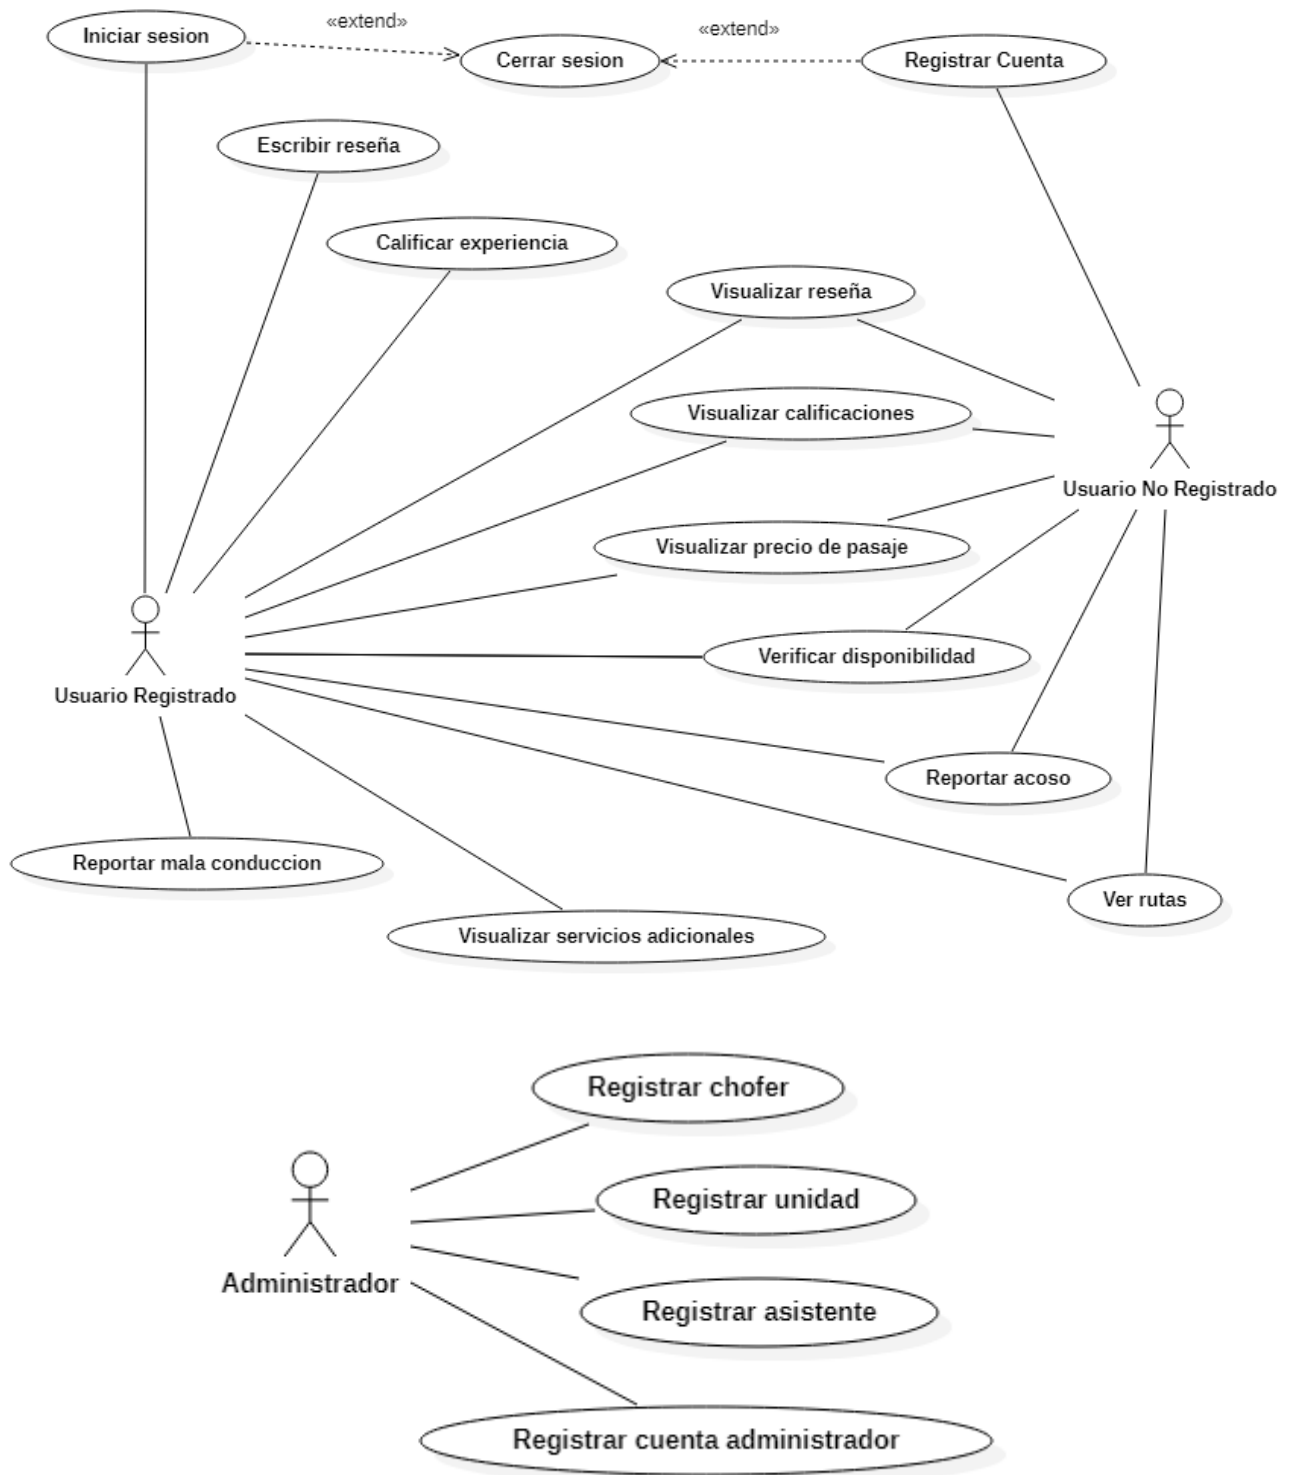 «extend»
«extend»
Iniciar sesion
Cerrar sesion
Registrar Cuenta
Escribir reseña
Calificar experiencia
Visualizar reseña
Visualizar calificaciones
Usuario No Registrado
Visualizar precio de pasaje
Verificar disponibilidad
Usuario Registrado
Reportar acoso
Reportar mala conduccion
Ver rutas
Visualizar servicios adicionales
Registrar chofer
Registrar unidad
Administrador
Registrar asistente
Registrar cuenta administrador